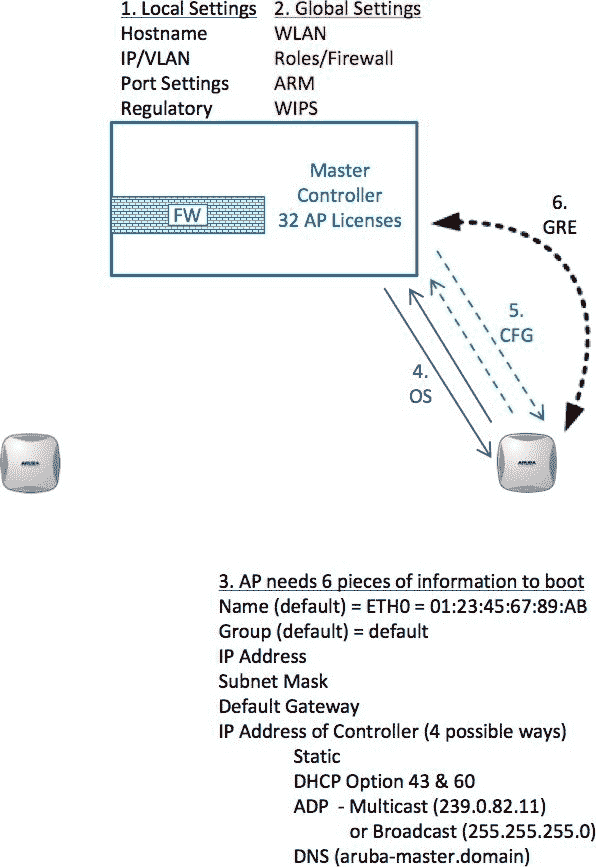 1. Local Settings 2. Global Settings
Hostname WLAN
IP/VLAN Roles/Firewall
Port Settings ARM
Regulatory WIPS
Master
Controller
32 AP Licenses
FW
6.
GRE
5.
CFG
4.
OS
ARUBA
ARUBA
3. AP needs 6 pieces of information to boot
Name (default) = ETH0 = 01:23:45:67:89:AB
Group (default) = default
IP Address
Subnet Mask
Default Gateway
IP Address of Controller (4 possible ways)
Static
DHCP Option 43 & 60
ADP - Multicast (239.0.82.11)
or Broadcast (255.255.255.0)
DNS (aruba-master.domain)